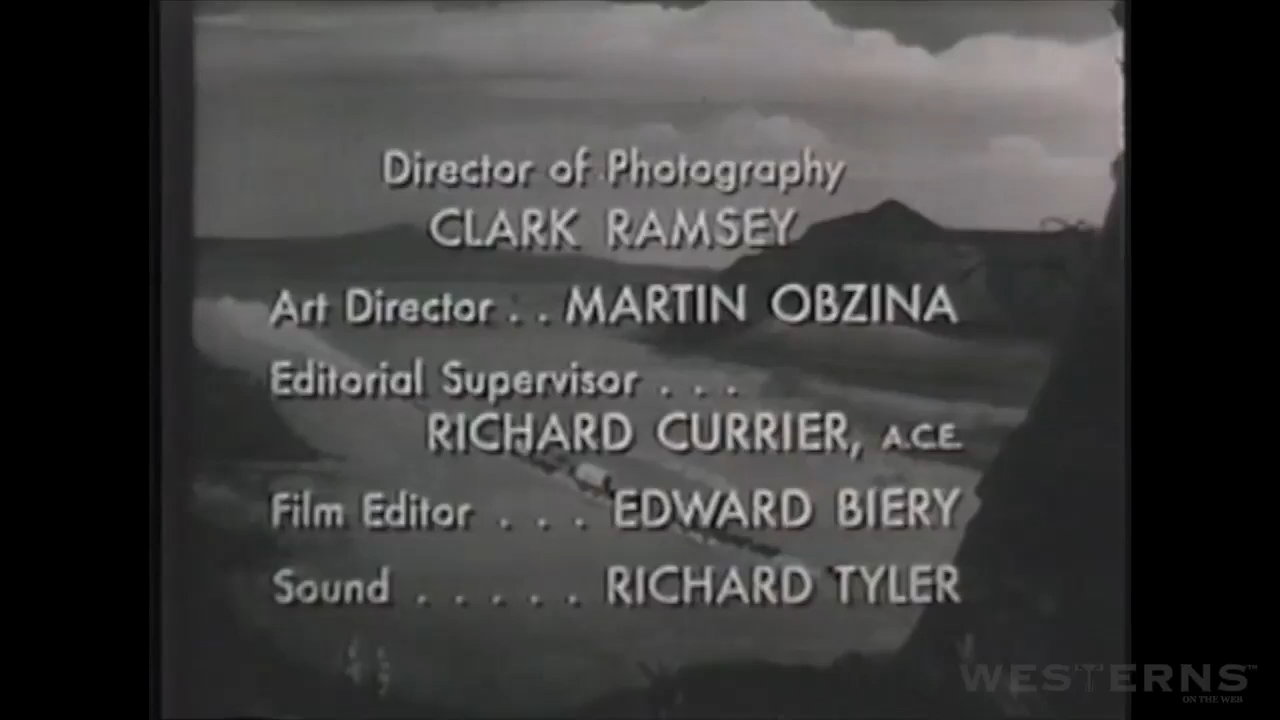 Director of Photography
CLARK RAMSEY
Art Director . . MARTIN OBZINA
Editorial Supervisor . . .
RICHARD CURRIER, A.C.E.
Film Editor . . . EDWARD BIERY
Sound . . . . . RICHARD TYLER
WESTERNS™
ON THE WEB